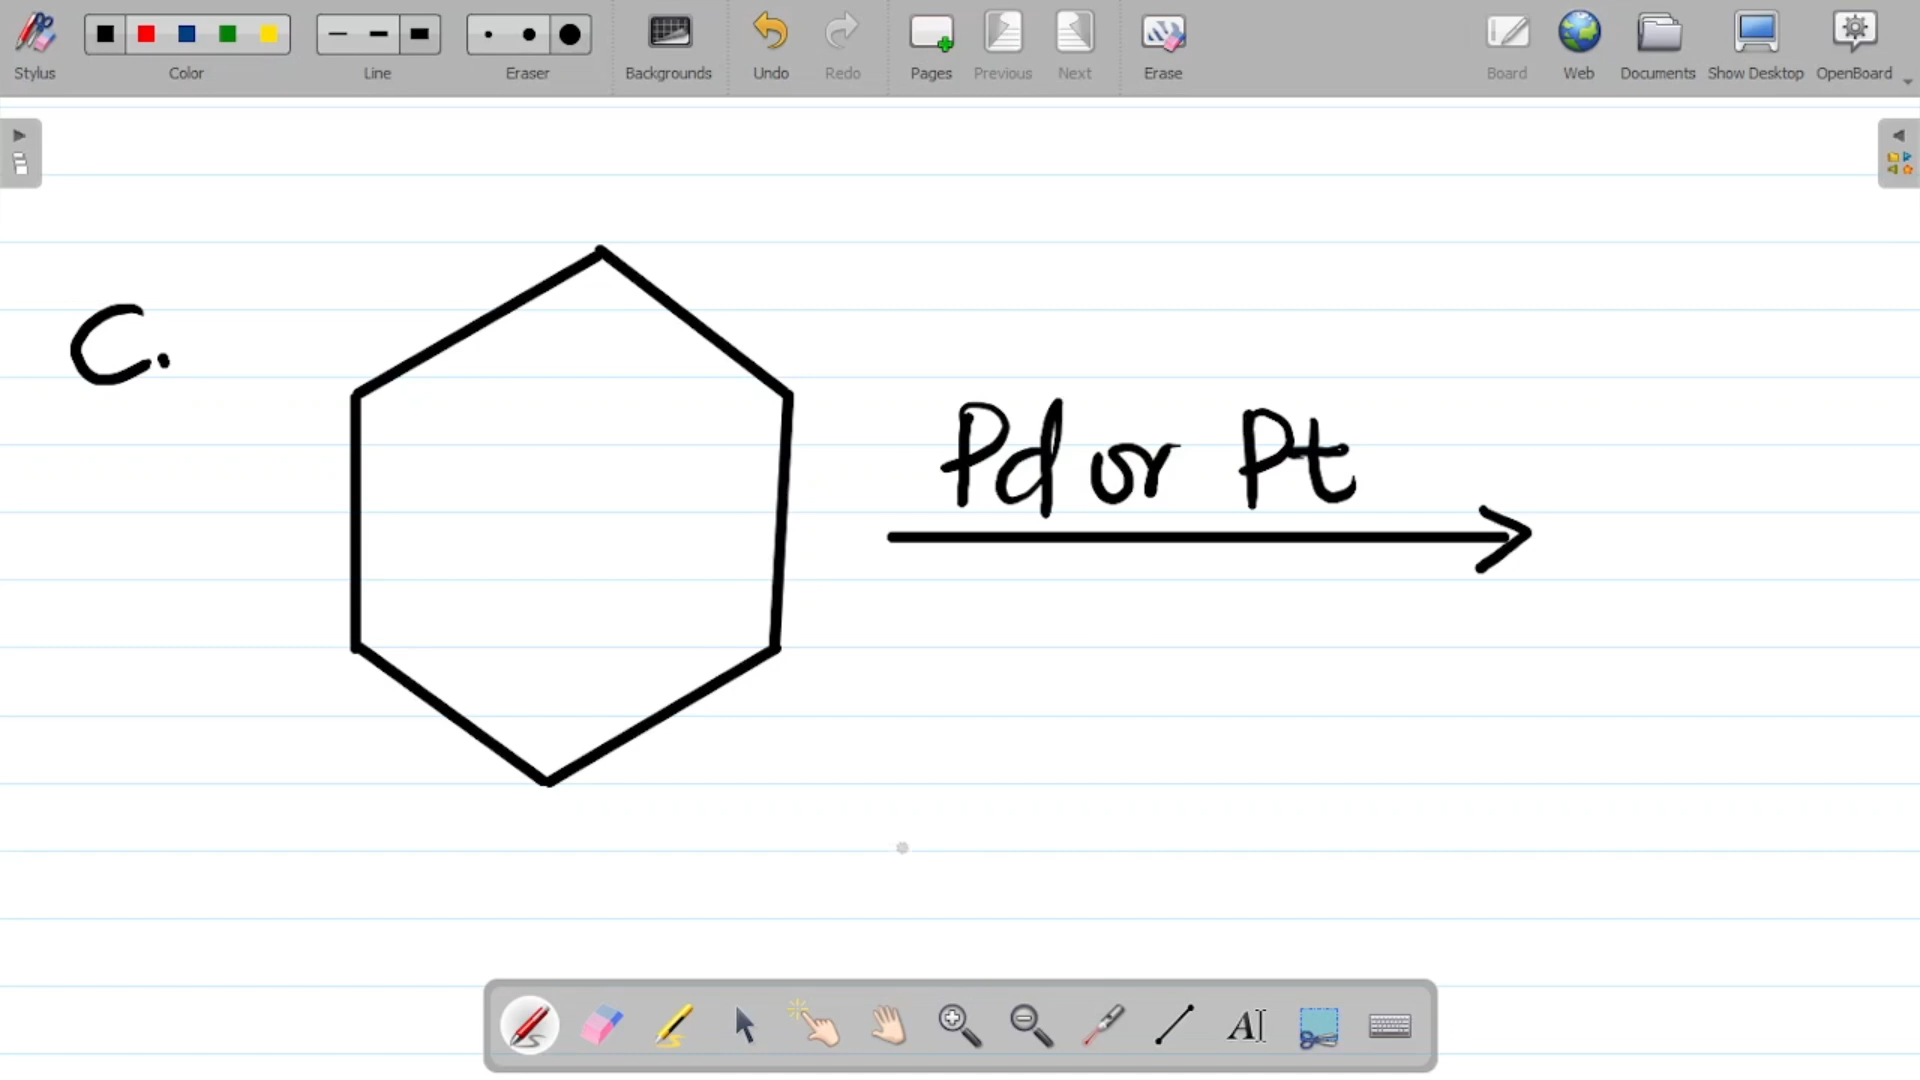 Stylus
Color
Line
Eraser
Backgrounds
Undo
Redo
Pages
Previous
Next
Erase
Board
Web
Documents
Show Desktop
OpenBoard
C.
Pd or Pt
AI